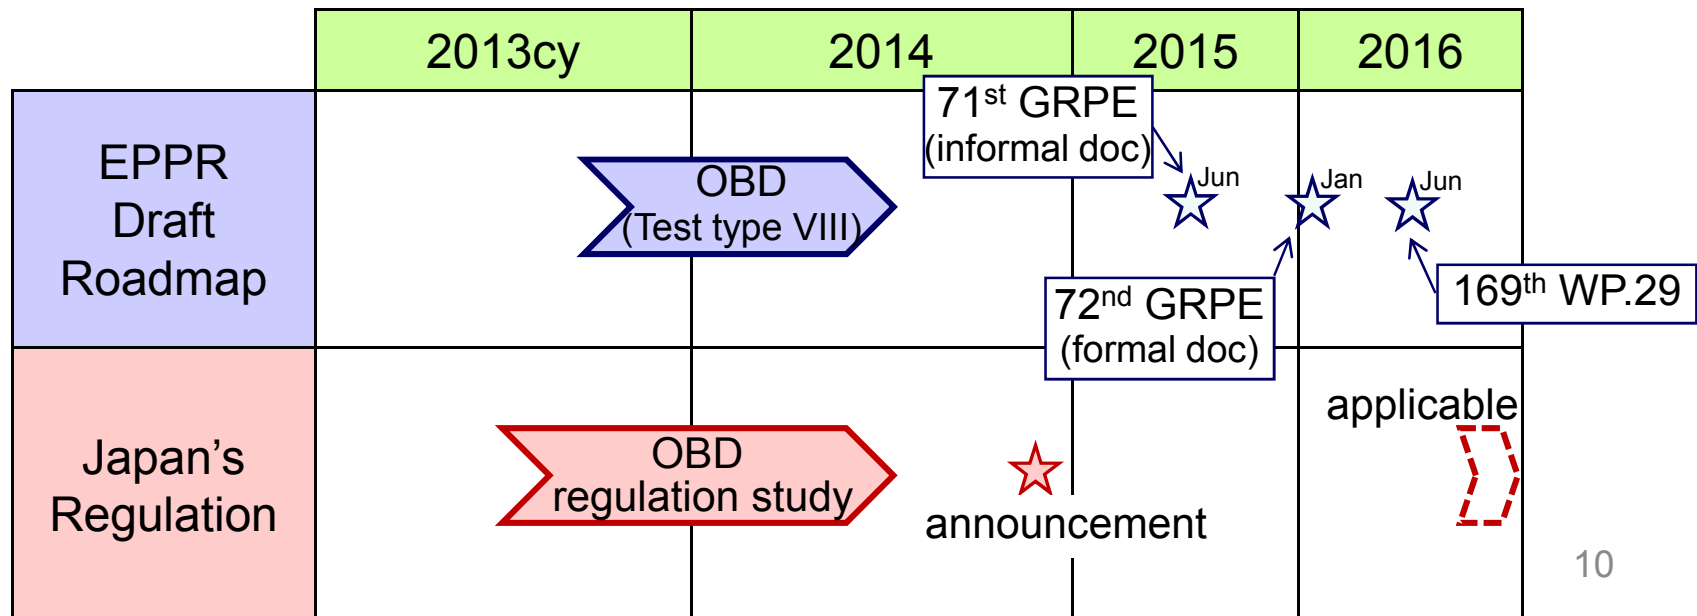 2013cy
2014
2015
2016
EPPR
Draft
Roadmap
OBD
(Test type VIII)
71st GRPE
(informal doc)
Jun
Jan
Jun
72nd GRPE
(formal doc)
169th WP.29
Japan's
Regulation
OBD
regulation study
announcement
applicable
10